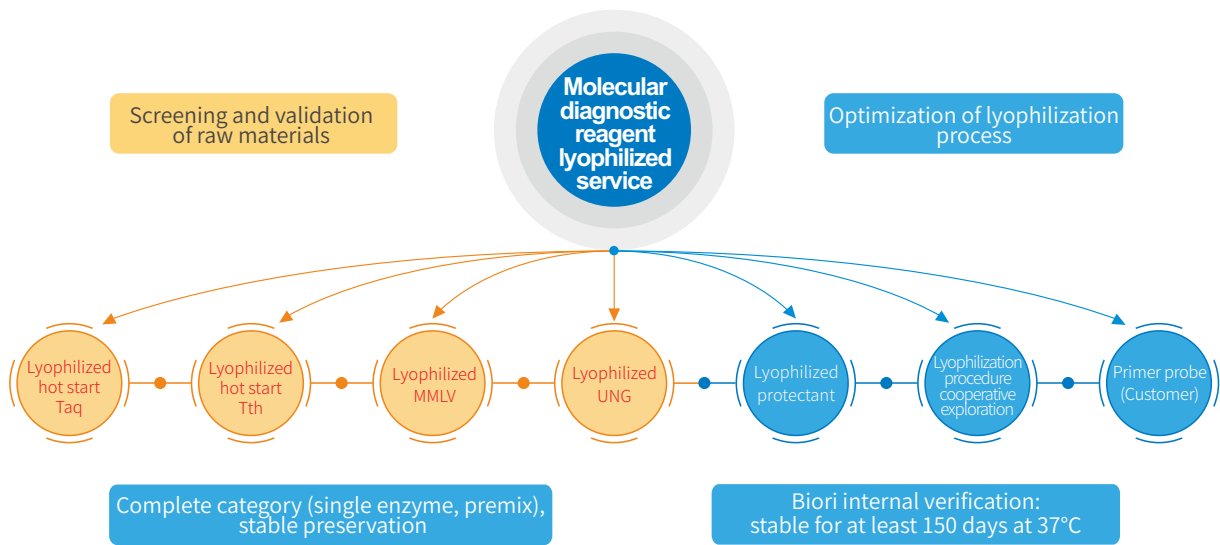 Molecular
diagnostic
reagent
lyophilized
service
Screening and validation
of raw materials
Optimization of lyophilization
process
Lyophilized
hot start
Taq
Lyophilized
hot start
Tth
Lyophilized
MMLV
Lyophilized
UNG
Lyophilized
protectant
Lyophilization
procedure
cooperative
exploration
Primer probe
(Customer)
Complete category (single enzyme, premix),
stable preservation
Biori internal verification:
stable for at least 150 days at 37°C